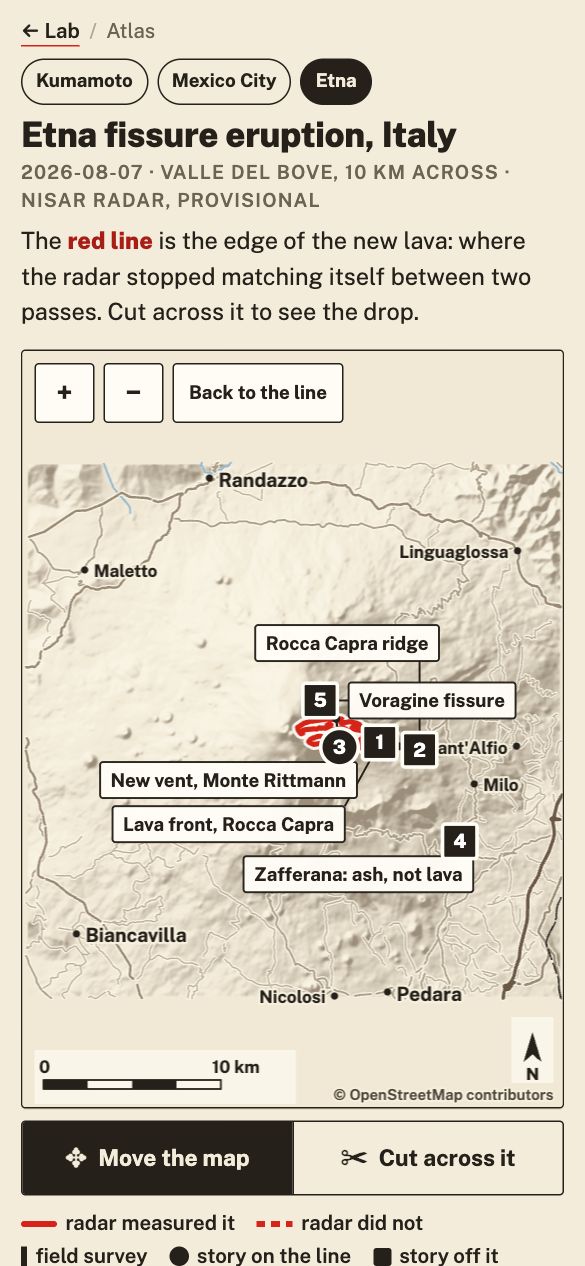 ← Lab / Atlas
Kumamoto Mexico City Etna
Etna fissure eruption, Italy
2026-08-07 · VALLE DEL BOVE, 10 KM ACROSS ·
NISAR RADAR, PROVISIONAL
The red line is the edge of the new lava: where
the radar stopped matching itself between two
passes. Cut across it to see the drop.
+ − Back to the line
Randazzo
Linguaglossa
Maletto
Rocca Capra ridge
5 Voragine fissure
3 1 2 ant'Alfio
New vent, Monte Rittmann
Milo
Lava front, Rocca Capra
4
Zafferana: ash, not lava
Biancavilla
Nicolosi Pedara
0 10 km
N
© OpenStreetMap contributors
Move the map Cut across it
radar measured it radar did not
field survey story on the line story off it